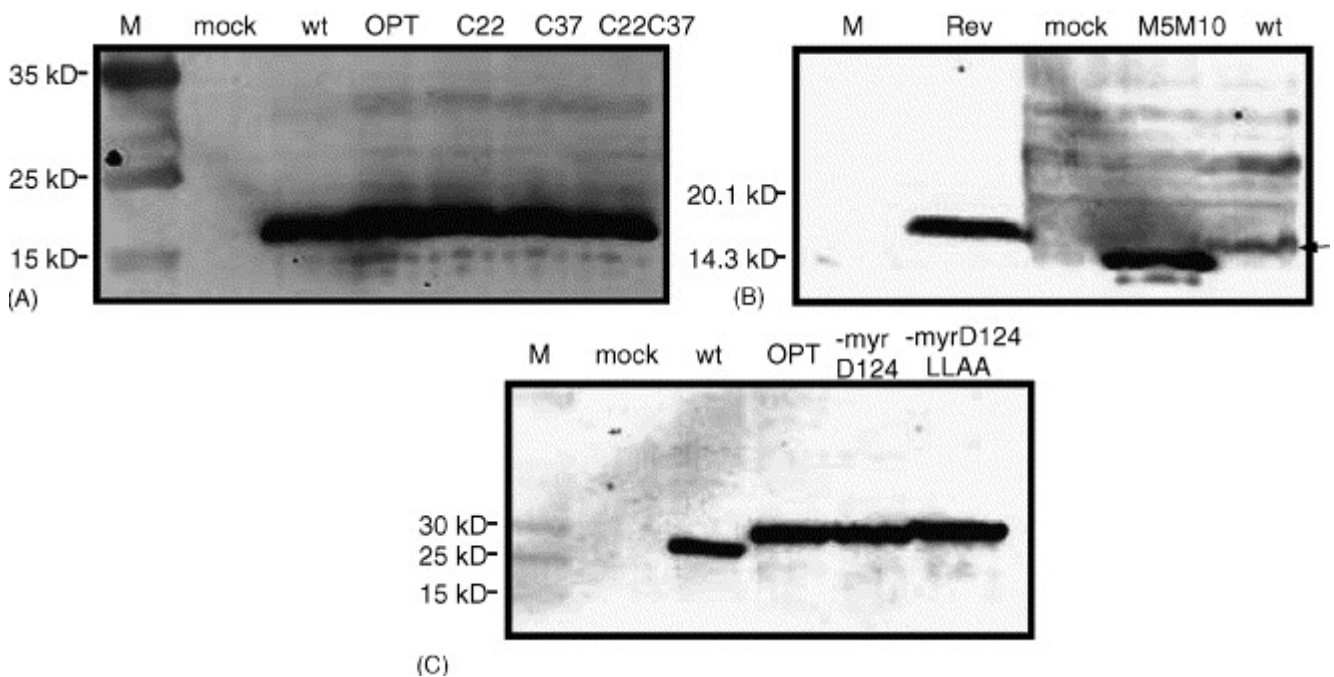 M mock wt OPT C22 C37 C22C37
35 kD
25 kD
15 kD
(A)
M Rev mock M5M10 wt
20.1 kD
14.3 kD
(B)
M mock wt OPT -myr D124 -myrD124 LLAA
30 kD
25 kD
15 kD
(C)